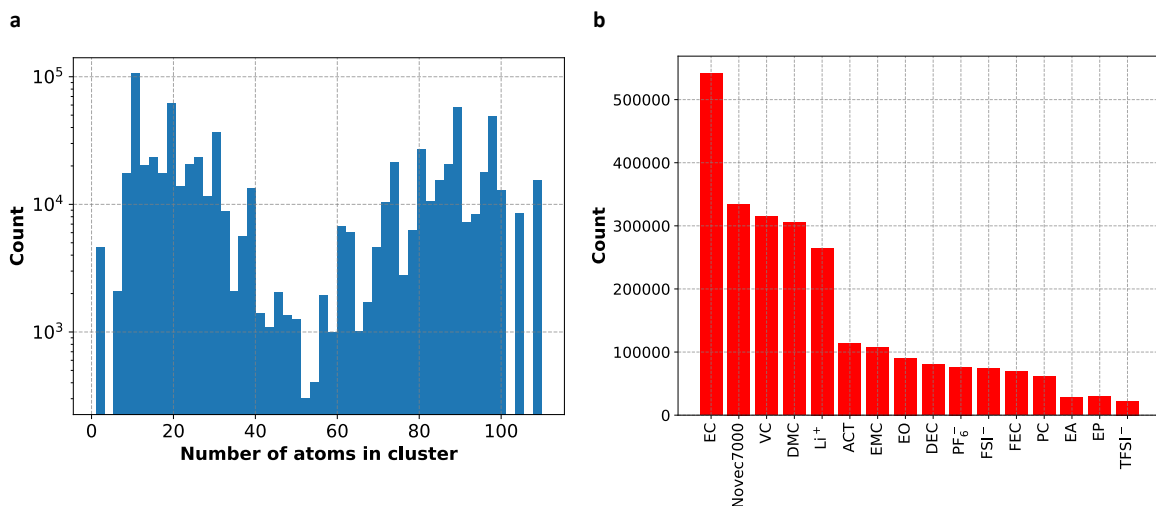 a
b
10^5
10^4
10^3
Count
0
20
40
60
80
100
Number of atoms in cluster
500000
400000
300000
200000
100000
0
Count
EC
Novec7000
VC
DMC
Li^+
ACT
EMC
EO
DEC
PF_6^-
FSI^-
FEC
PC
EA
EP
TFSI^-